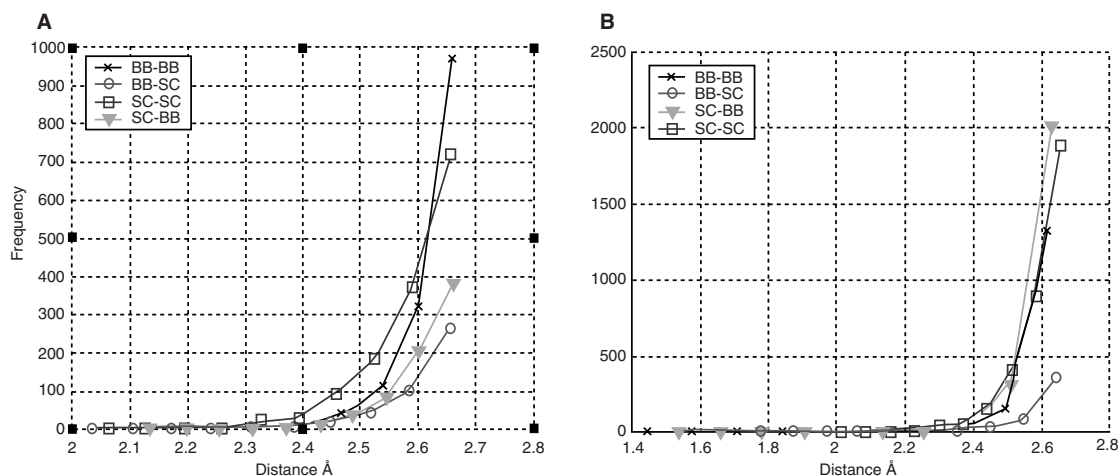 A
1000
900
800
700
600
500
400
300
200
100
0
Frequency
2
2.1
2.2
2.3
2.4
2.5
2.6
2.7
2.8
Distance Å
BB-BB
BB-SC
SC-SC
SC-BB
B
2500
2000
1500
1000
500
0
1.4
1.6
1.8
2
2.2
2.4
2.6
2.8
Distance Å
BB-BB
BB-SC
SC-BB
SC-SC